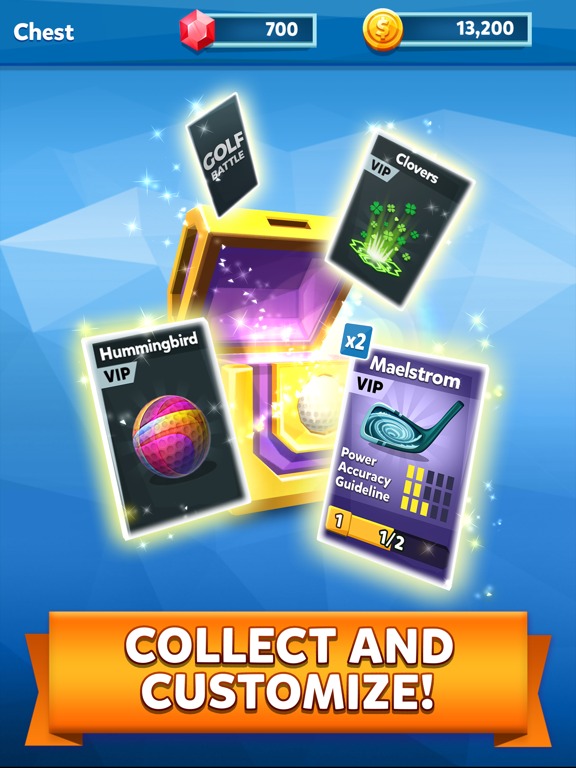 Chest
700
13,200
GOLF
BATTLE
Clovers
VIP
Hummingbird
VIP
x2
Maelstrom
VIP
Power
Accuracy
Guideline
1
1/2
COLLECT AND
CUSTOMIZE!